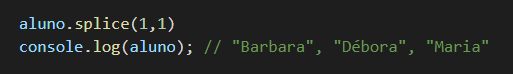 aluno.splice(1,1)
console.log(aluno); // "Barbara", "Débora", "Maria"